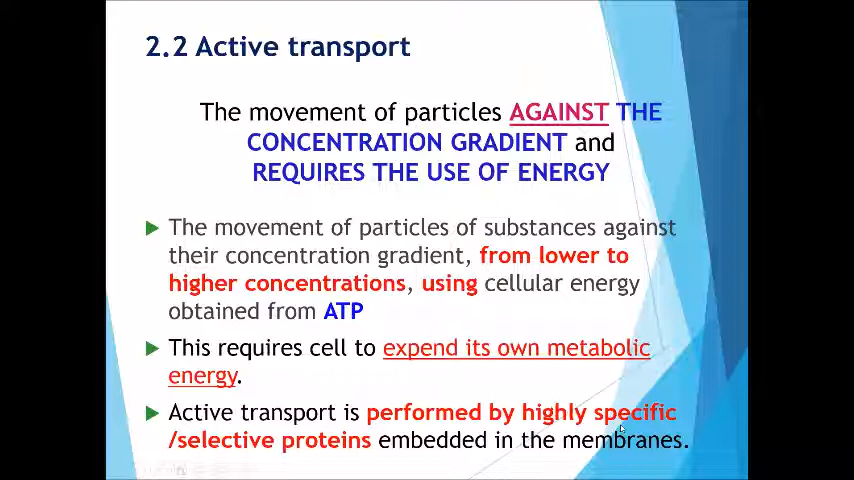 2.2 Active transport
The movement of particles AGAINST THE
CONCENTRATION GRADIENT and
REQUIRES THE USE OF ENERGY
The movement of particles of substances against
their concentration gradient, from lower to
higher concentrations, using cellular energy
obtained from ATP
This requires cell to expend its own metabolic
energy.
Active transport is performed by highly specific
/selective proteins embedded in the membranes.